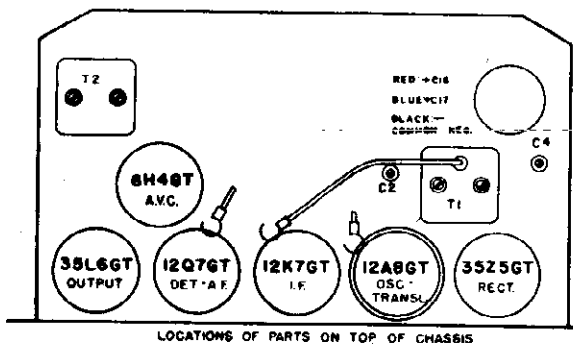 T2
RED + C16
BLUE + C17
BLACK —
COMMON NEG.
C4
C2
T1
6H4GT
A.V.C.
35L6GT
OUTPUT
12Q7GT
DET - A.F.
12K7GT
I.F.
12A8GT
OSC -
TRANSL.
35Z5GT
RECT.
LOCATIONS OF PARTS ON TOP OF CHASSIS